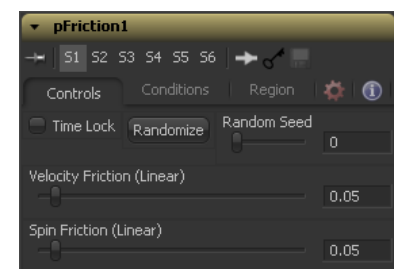 pFriction1
S1 S2 S3 S4 S5 S6
Controls Conditions Region
Time Lock Randomize Random Seed
0
Velocity Friction (Linear)
0.05
Spin Friction (Linear)
0.05